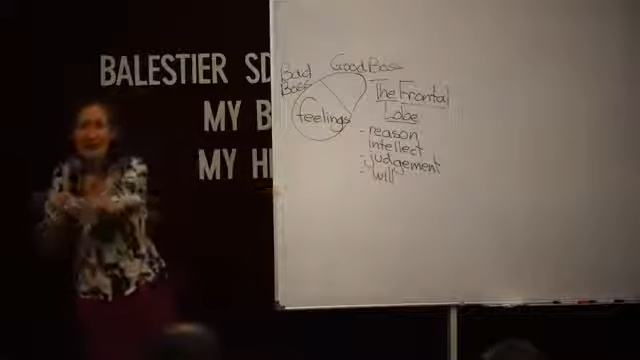 BALESTIER SD
MY B
MY H
Bad
Boss
Good Boss
feelings
The Frontal
Lobe
- reason
- intellect
- judgement
- will